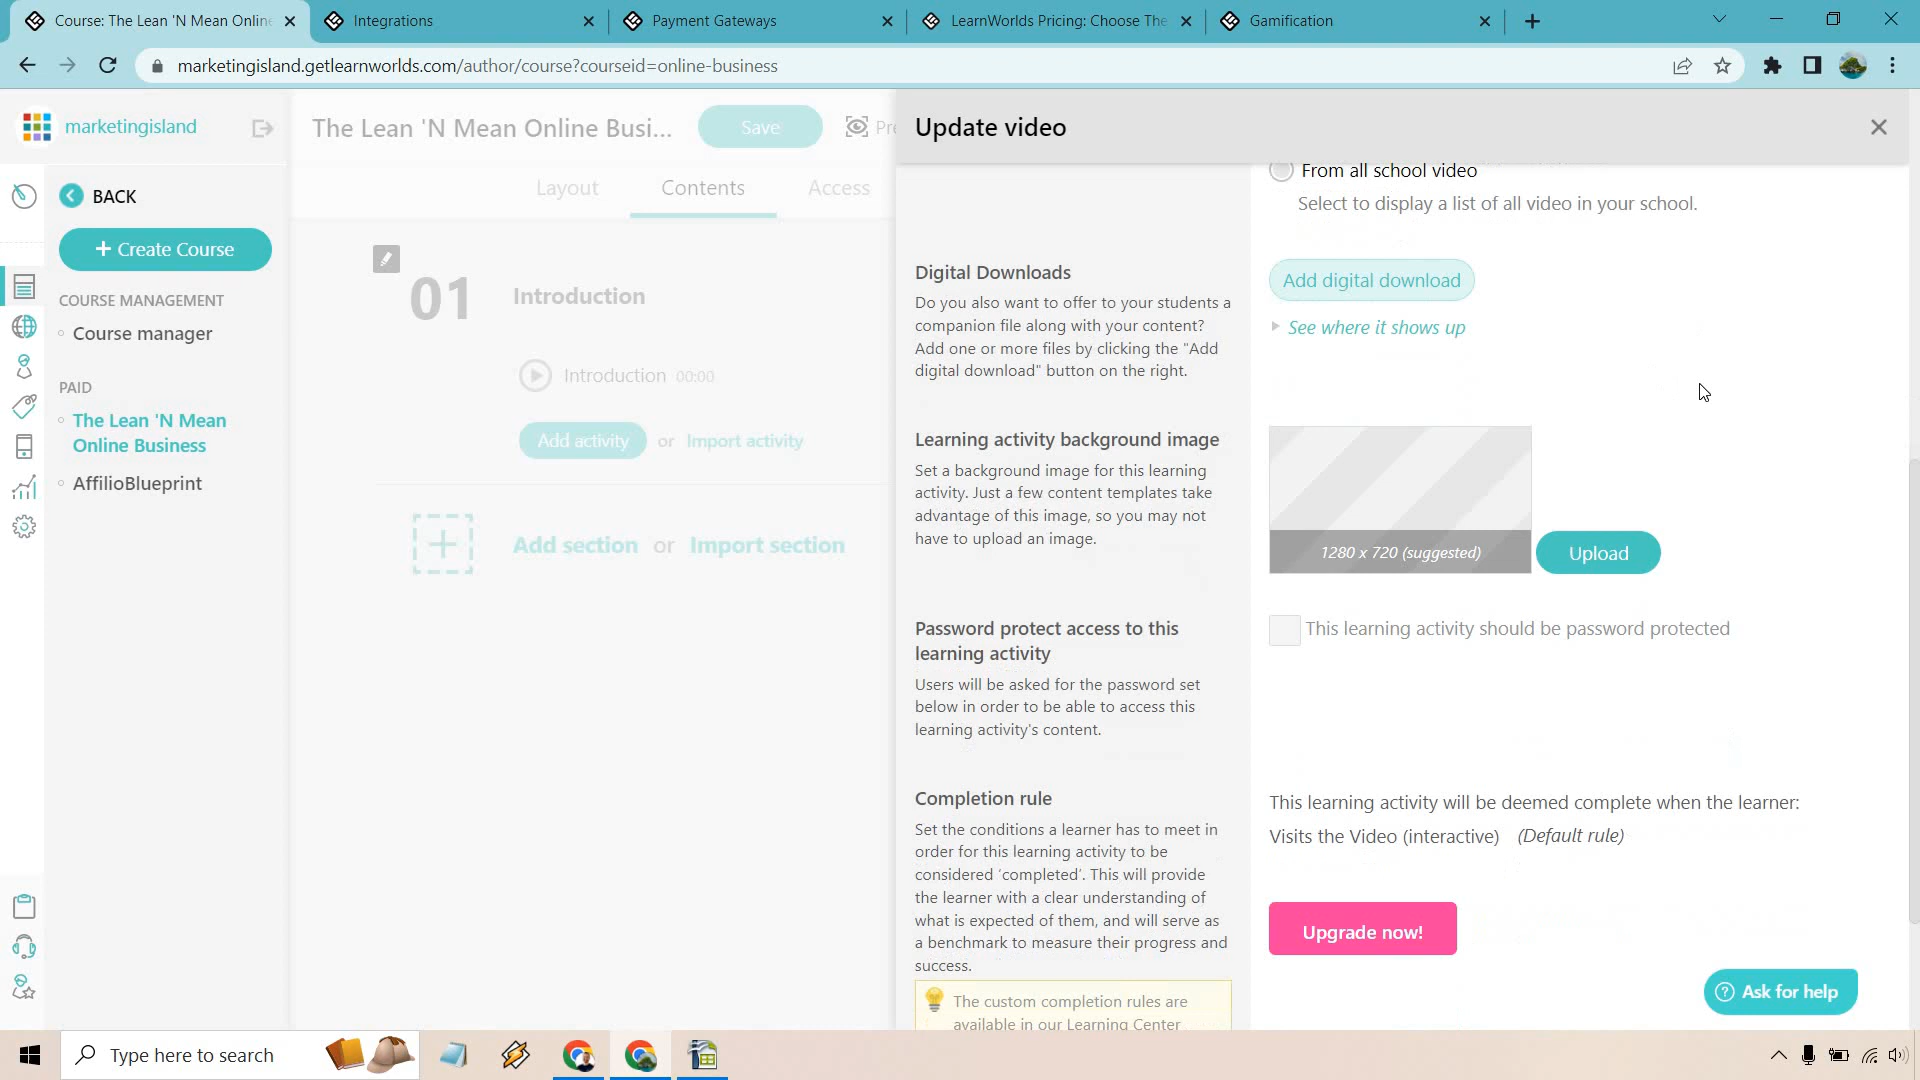 Course: The Lean 'N Mean Online
Integrations
Payment Gateways
LearnWorlds Pricing: Choose The
Gamification
marketingisland.getlearnworlds.com/author/course?courseid=online-business
marketingisland
The Lean 'N Mean Online Busi...
Save
Pre
Update video
BACK
+ Create Course
COURSE MANAGEMENT
Course manager
PAID
The Lean 'N Mean
Online Business
AffilioBlueprint
Layout
Contents
Access
01
Introduction
Introduction 00:00
Add activity or Import activity
Add section or Import section
From all school video
Select to display a list of all video in your school.
Digital Downloads
Do you also want to offer to your students a
companion file along with your content?
Add one or more files by clicking the "Add
digital download" button on the right.
Add digital download
See where it shows up
Learning activity background image
Set a background image for this learning
activity. Just a few content templates take
advantage of this image, so you may not
have to upload an image.
1280 x 720 (suggested)
Upload
Password protect access to this
learning activity
Users will be asked for the password set
below in order to be able to access this
learning activity's content.
This learning activity should be password protected
Completion rule
Set the conditions a learner has to meet in
order for this learning activity to be
considered ‘completed’. This will provide
the learner with a clear understanding of
what is expected of them, and will serve as
a benchmark to measure their progress and
success.
The custom completion rules are
available in our Learning Center
This learning activity will be deemed complete when the learner:
Visits the Video (interactive) (Default rule)
Upgrade now!
Ask for help
Type here to search